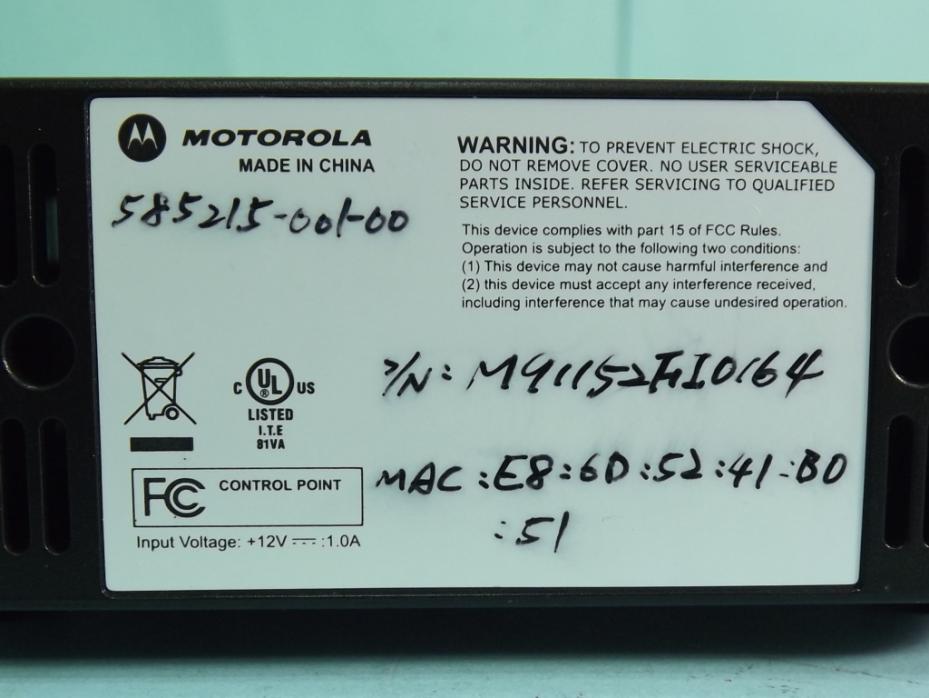 MOTOROLA
MADE IN CHINA
585215-001-00
WARNING: TO PREVENT ELECTRIC SHOCK,
DO NOT REMOVE COVER. NO USER SERVICEABLE
PARTS INSIDE. REFER SERVICING TO QUALIFIED
SERVICE PERSONNEL.
This device complies with part 15 of FCC Rules.
Operation is subject to the following two conditions:
(1) This device may not cause harmful interference and
(2) this device must accept any interference received,
including interference that may cause undesired operation.
C UL ® US
LISTED
I.T.E
81VA
FC CONTROL POINT
Input Voltage: +12V ⎓ :1.0A
MAC:E8:6D:52:41:B0
:51